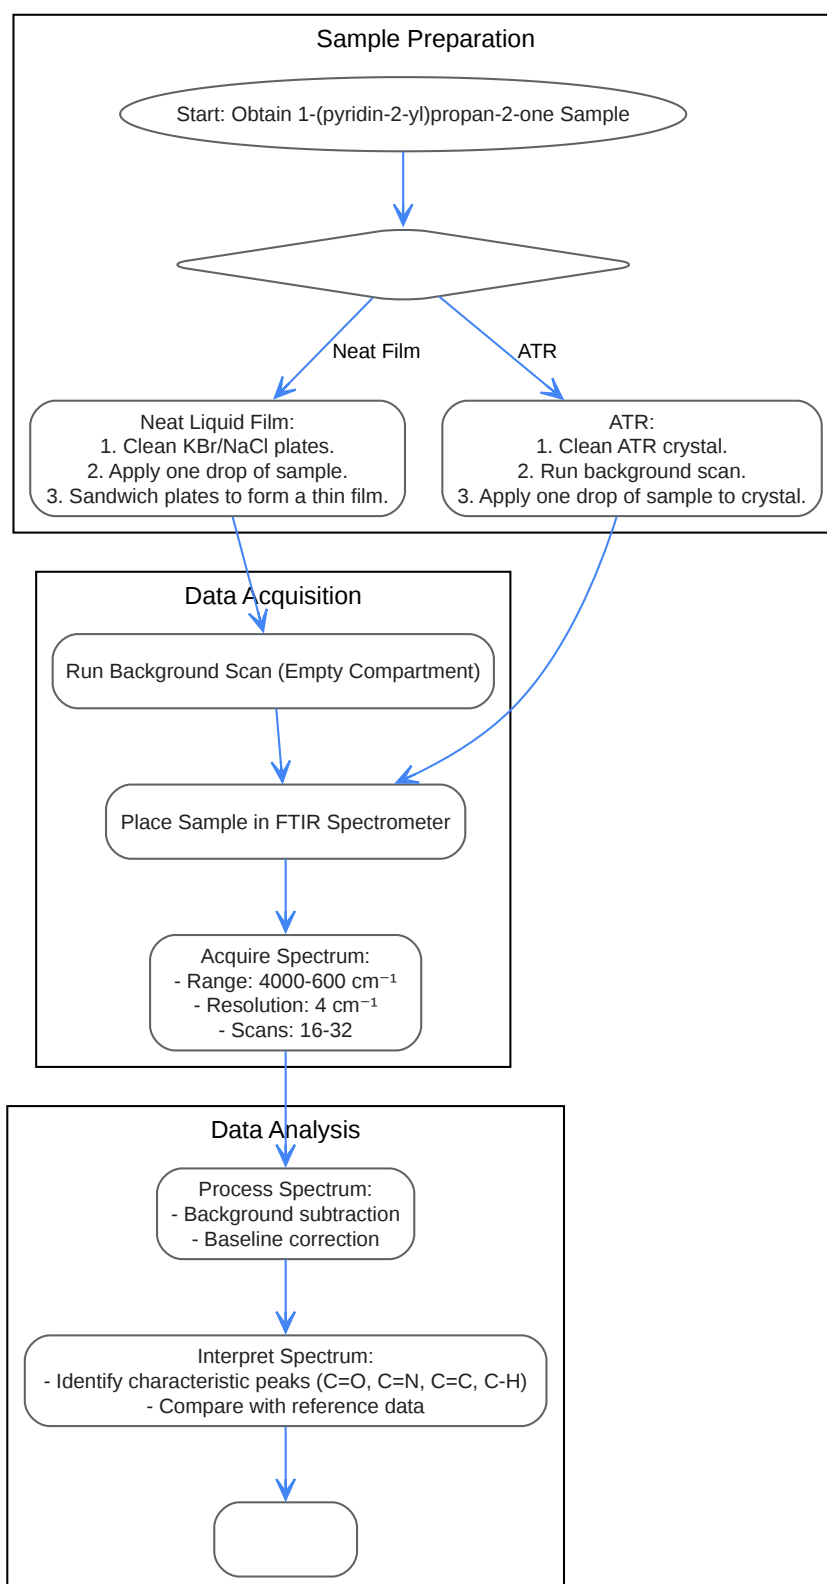 Sample Preparation
Start: Obtain 1-(pyridin-2-yl)propan-2-one Sample
Neat Film
ATR
Neat Liquid Film:
1. Clean KBr/NaCl plates.
2. Apply one drop of sample.
3. Sandwich plates to form a thin film.
ATR:
1. Clean ATR crystal.
2. Run background scan.
3. Apply one drop of sample to crystal.
Data Acquisition
Run Background Scan (Empty Compartment)
Place Sample in FTIR Spectrometer
Acquire Spectrum:
- Range: 4000-600 cm⁻¹
- Resolution: 4 cm⁻¹
- Scans: 16-32
Data Analysis
Process Spectrum:
- Background subtraction
- Baseline correction
Interpret Spectrum:
- Identify characteristic peaks (C=O, C=N, C=C, C-H)
- Compare with reference data